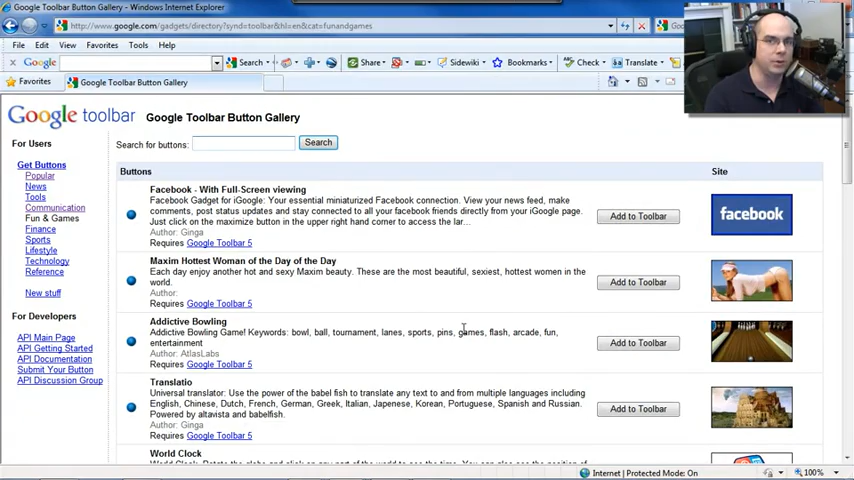 Google Toolbar Button Gallery - Windows Internet Explorer
http://www.google.com/gadgets/directory?synd=toolbar&hl=en&cat=funandgames
File Edit View Favorites Tools Help
Google Search Share Sidewiki Bookmarks Check Translate
Favorites Google Toolbar Button Gallery
Google toolbar Google Toolbar Button Gallery
For Users
Get Buttons
Popular
News
Tools
Communication
Fun & Games
Finance
Sports
Lifestyle
Technology
Reference
New stuff
For Developers
API Main Page
API Getting Started
API Documentation
Submit Your Button
API Discussion Group
Search for buttons: Search
Buttons Site
Facebook - With Full-Screen viewing
Facebook Gadget for iGoogle: Your essential miniaturized Facebook connection. View your news feed, make
comments, post status updates and stay connected to all your facebook friends directly from your iGoogle page.
Just click on the maximize button in the upper right hand corner to access the lar...
Author: Ginga
Requires Google Toolbar 5
Add to Toolbar
facebook
Maxim Hottest Woman of the Day of the Day
Each day enjoy another hot and sexy Maxim beauty. These are the most beautiful, sexiest, hottest women in the
world.
Author:
Requires Google Toolbar 5
Add to Toolbar
Addictive Bowling
Addictive Bowling Game! Keywords: bowl, ball, tournament, lanes, sports, pins, games, flash, arcade, fun,
entertainment
Author: AtlasLabs
Requires Google Toolbar 5
Add to Toolbar
Translatio
Universal translator: Use the power of the babel fish to translate any text to and from multiple languages including
English, Chinese, Dutch, French, German, Greek, Italian, Japenese, Korean, Portuguese, Spanish and Russian.
Powered by altavista and babelfish.
Author: Ginga
Requires Google Toolbar 5
Add to Toolbar
World Clock
Internet | Protected Mode: On 100%